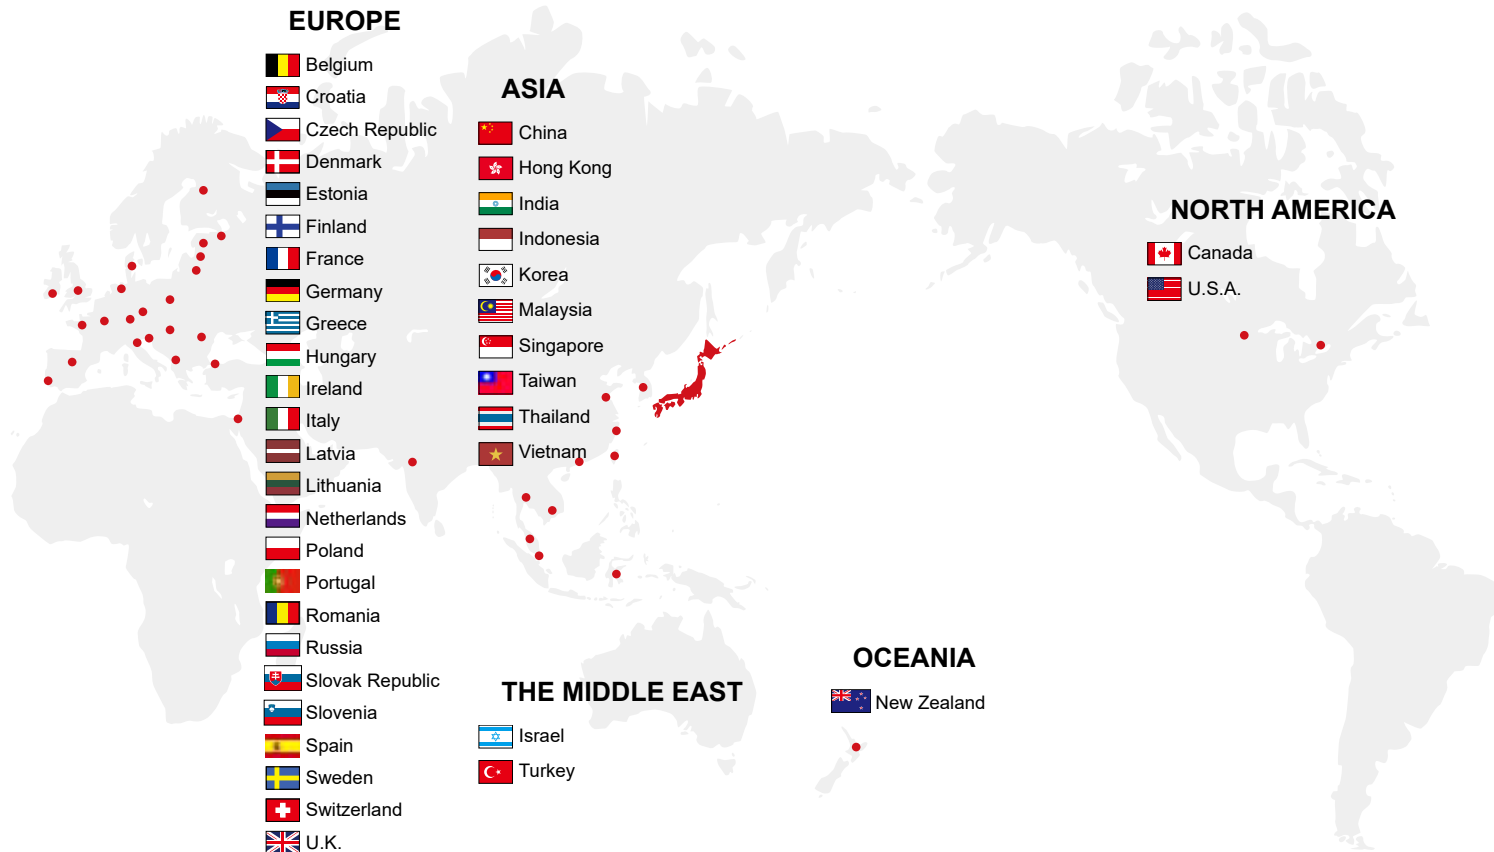 EUROPE
Belgium
Croatia
Czech Republic
Denmark
Estonia
Finland
France
Germany
Greece
Hungary
Ireland
Italy
Latvia
Lithuania
Netherlands
Poland
Portugal
Romania
Russia
Slovak Republic
Slovenia
Spain
Sweden
Switzerland
U.K.
ASIA
China
Hong Kong
India
Indonesia
Korea
Malaysia
Singapore
Taiwan
Thailand
Vietnam
THE MIDDLE EAST
Israel
Turkey
OCEANIA
New Zealand
NORTH AMERICA
Canada
U.S.A.